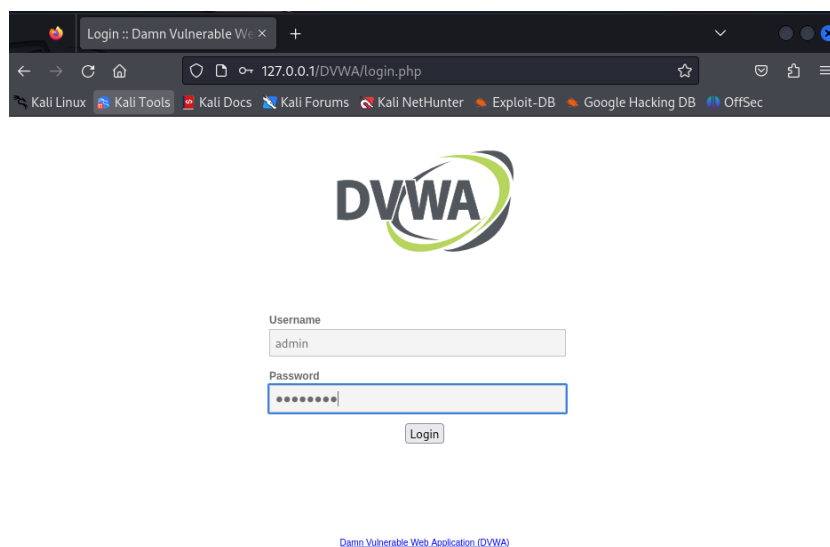 Login :: Damn Vulnerable We
127.0.0.1/DVWA/login.php
Kali Linux Kali Tools Kali Docs Kali Forums Kali NetHunter Exploit-DB Google Hacking DB OffSec
DVWA
Username
admin
Password
Login
Damn Vulnerable Web Application (DVWA)